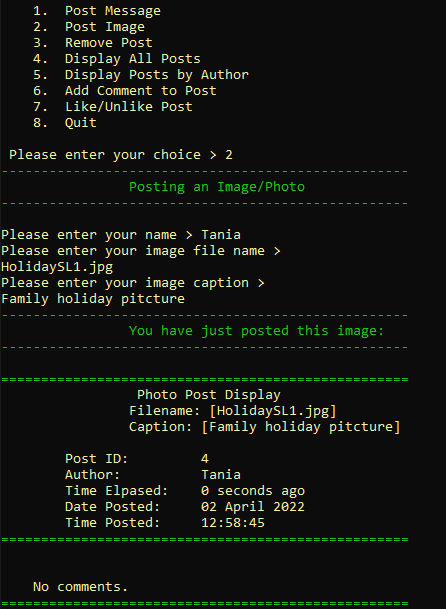 1. Post Message
2. Post Image
3. Remove Post
4. Display All Posts
5. Display Posts by Author
6. Add Comment to Post
7. Like/Unlike Post
8. Quit
Please enter your choice > 2
---------------------------------------------------
Posting an Image/Photo
---------------------------------------------------
Please enter your name > Tania
Please enter your image file name >
HolidaySL1.jpg
Please enter your image caption >
Family holiday pitcture
---------------------------------------------------
You have just posted this image:
---------------------------------------------------
===================================================
Photo Post Display
Filename: [HolidaySL1.jpg]
Caption: [Family holiday pitcture]
Post ID: 4
Author: Tania
Time Elpased: 0 seconds ago
Date Posted: 02 April 2022
Time Posted: 12:58:45
===================================================
No comments.
===================================================